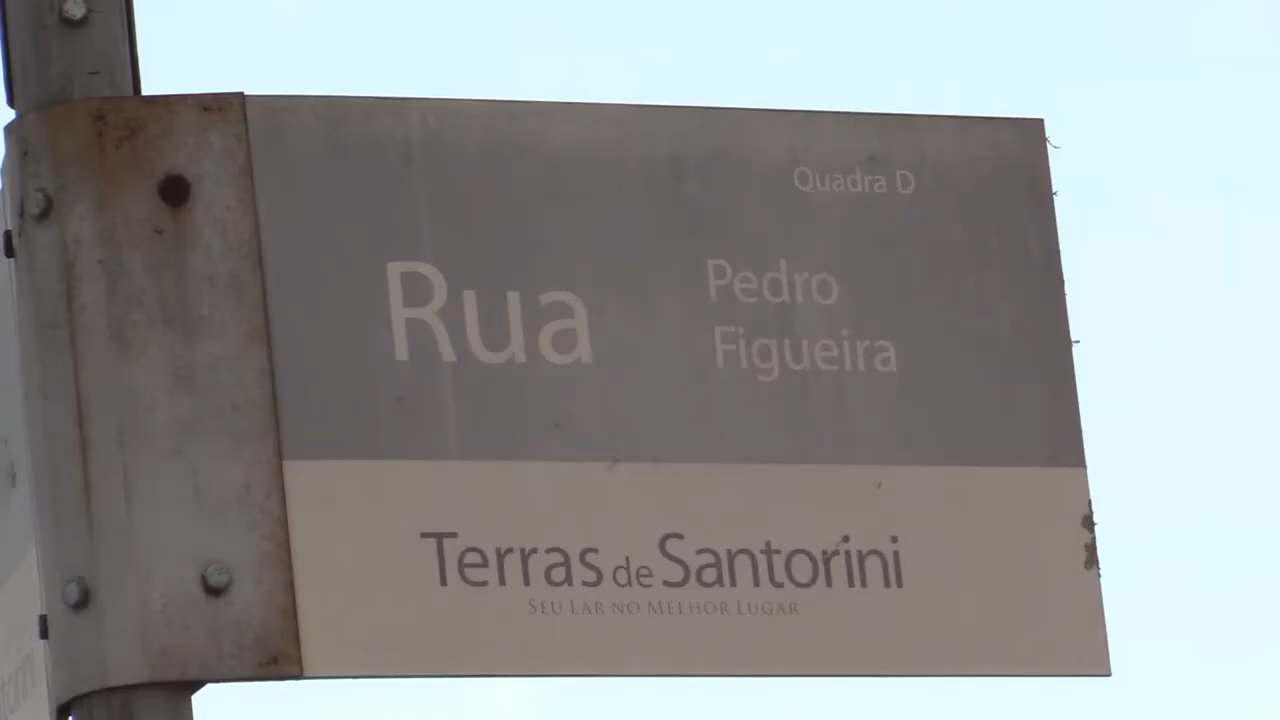 Quadra D
Rua Pedro
Figueira
Terras de Santorini
SEU LAR NO MELHOR LUGAR